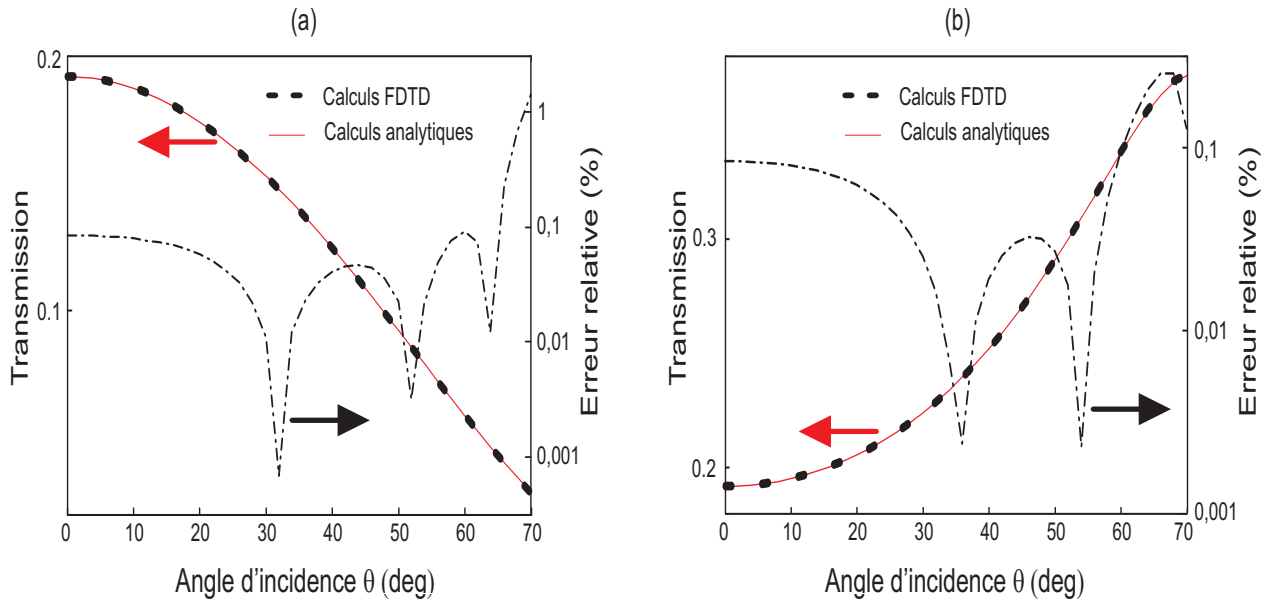 (a)
Transmission
0.2
0.1
Calculs FDTD
Calculs analytiques
1
0,1
0,01
0,001
Erreur relative (%)
0 10 20 30 40 50 60 70
Angle d'incidence θ (deg)
(b)
Transmission
0.3
0.2
Calculs FDTD
Calculs analytiques
0,1
0,01
0,001
Erreur relative (%)
0 10 20 30 40 50 60 70
Angle d'incidence θ (deg)